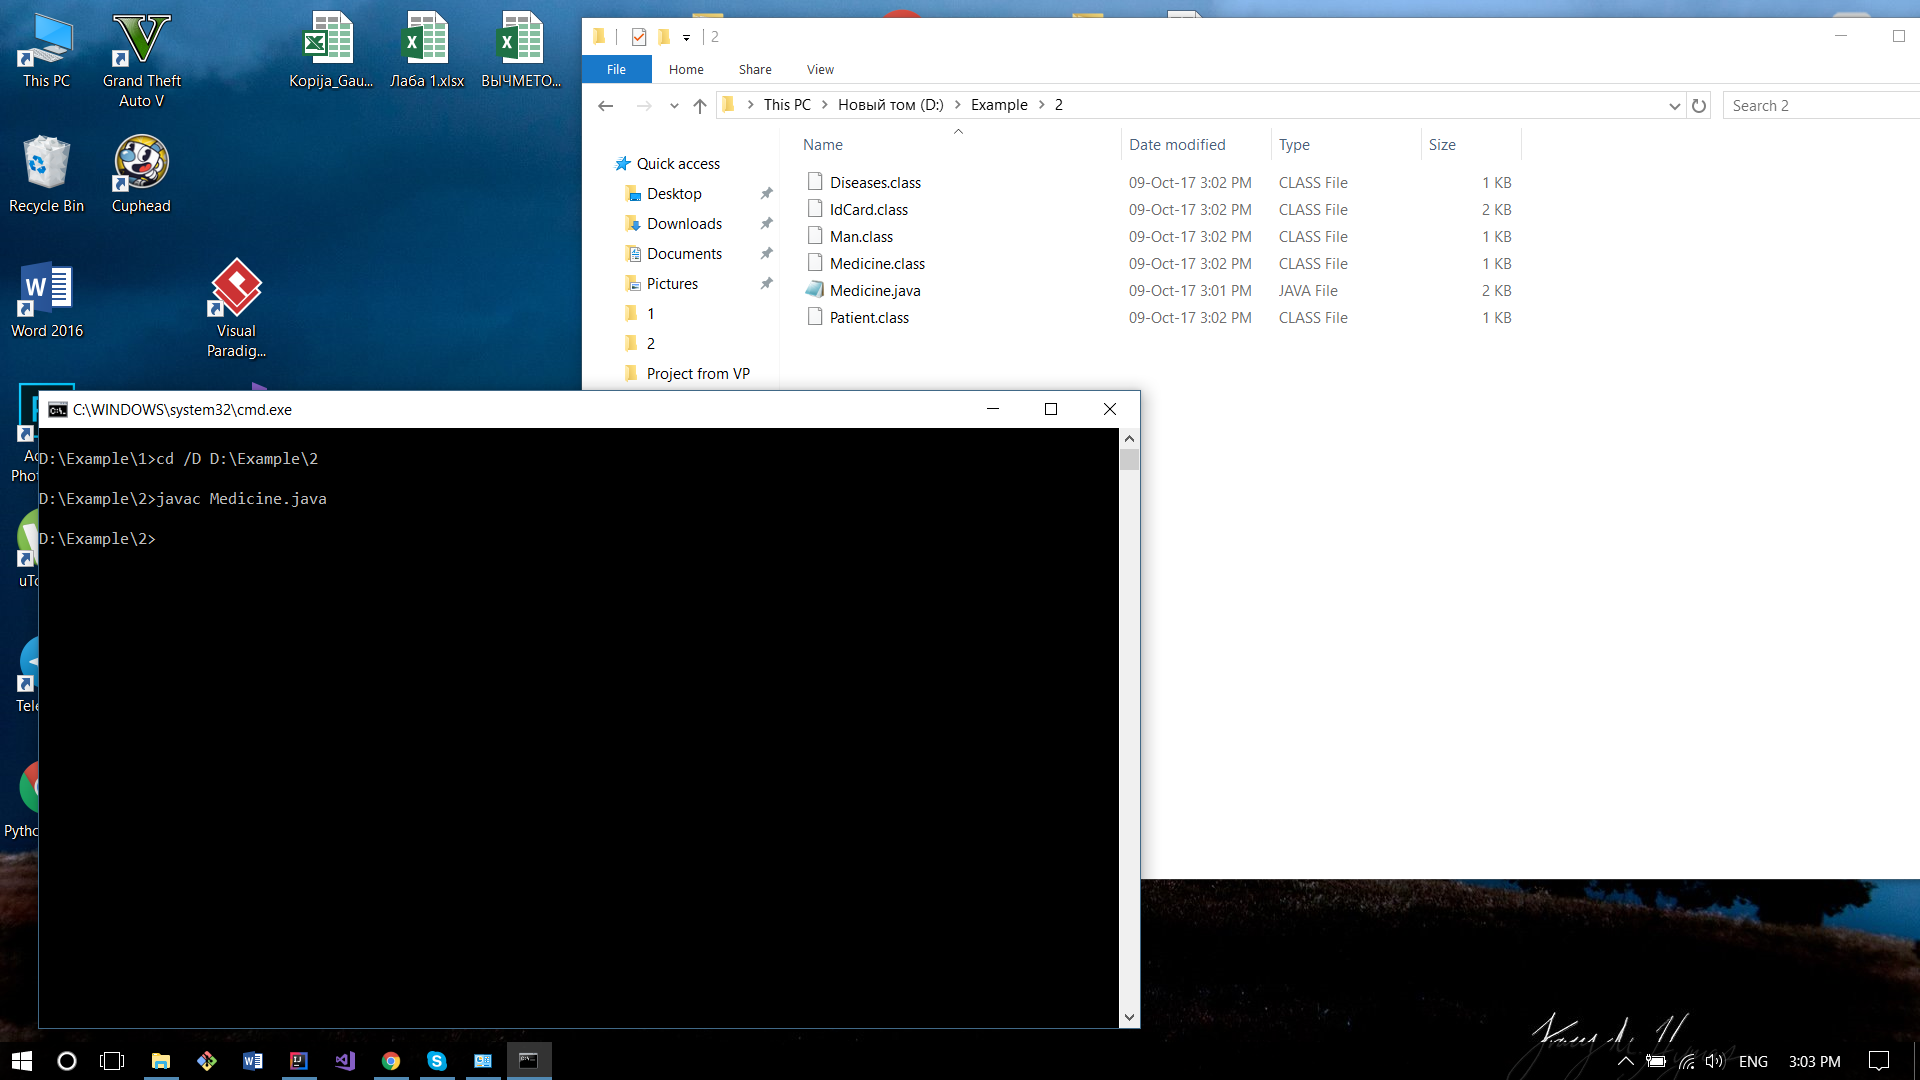 This PC
Grand Theft
Auto V
Kopija_Gau...
Лаба 1.xlsx
ВЫЧМЕТО...
Recycle Bin
Cuphead
Word 2016
Visual
Paradig...
2
File
Home
Share
View
This PC
Новый том (D:)
Example
2
Search 2
Name
Date modified
Type
Size
Quick access
Desktop
Downloads
Documents
Pictures
1
2
Project from VP
Diseases.class 09-Oct-17 3:02 PM CLASS File 1 KB
IdCard.class 09-Oct-17 3:02 PM CLASS File 2 KB
Man.class 09-Oct-17 3:02 PM CLASS File 1 KB
Medicine.class 09-Oct-17 3:02 PM CLASS File 1 KB
Medicine.java 09-Oct-17 3:01 PM JAVA File 2 KB
Patient.class 09-Oct-17 3:02 PM CLASS File 1 KB
C:\WINDOWS\system32\cmd.exe
D:\Example\1>cd /D D:\Example\2
D:\Example\2>javac Medicine.java
D:\Example\2>
ENG
3:03 PM